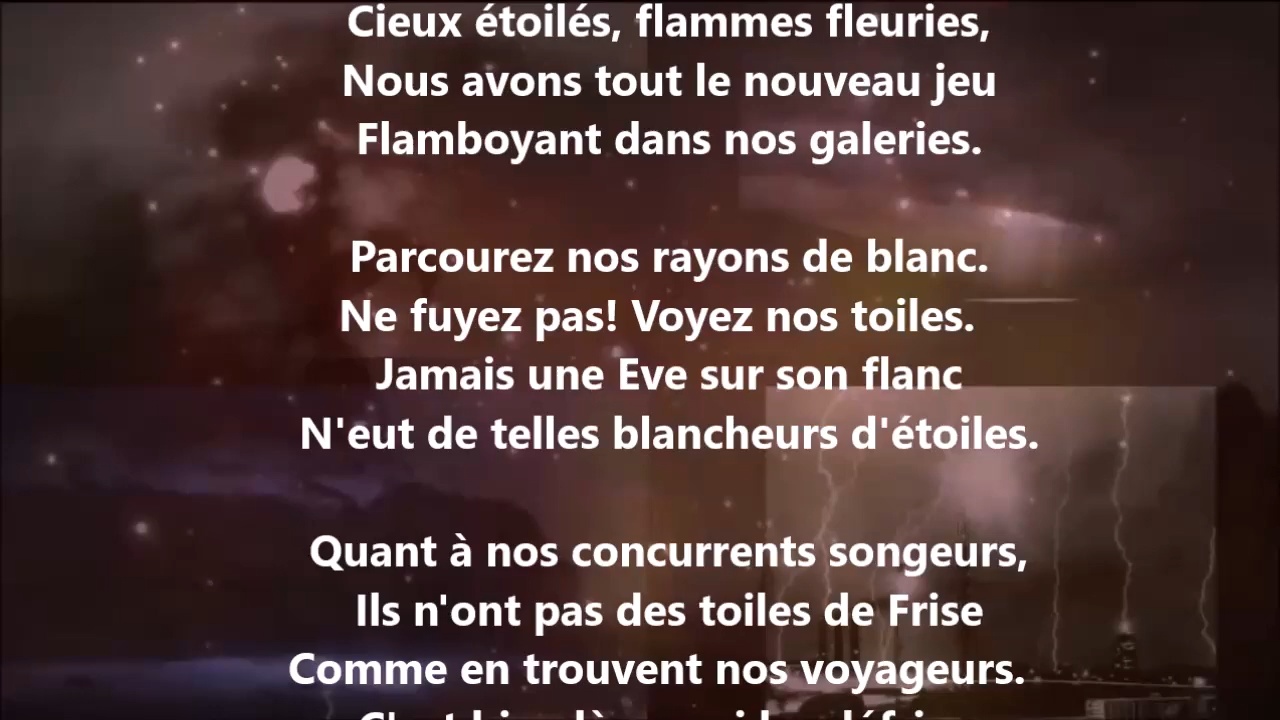 Cieux étoilés, flammes fleuries,
Nous avons tout le nouveau jeu
Flamboyant dans nos galeries.
Parcourez nos rayons de blanc.
Ne fuyez pas! Voyez nos toiles.
Jamais une Eve sur son flanc
N'eut de telles blancheurs d'étoiles.
Quant à nos concurrents songeurs,
Ils n'ont pas des toiles de Frise
Comme en trouvent nos voyageurs.